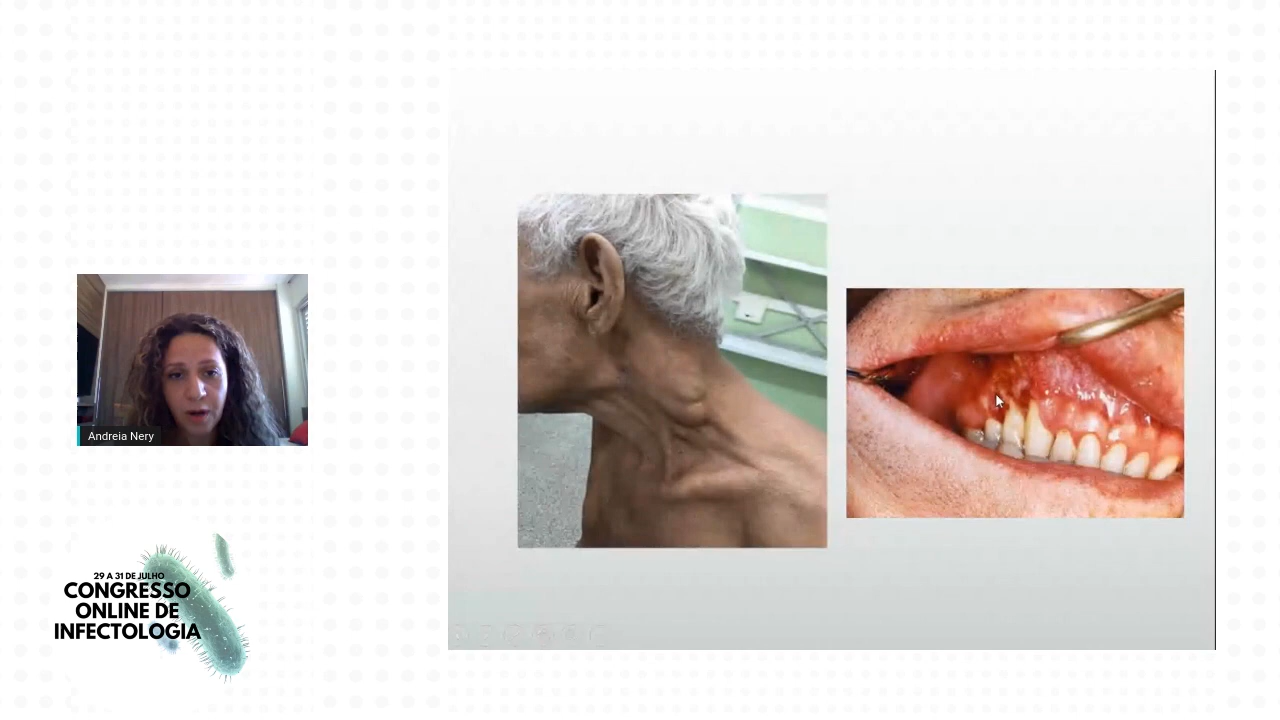 Andreia Nery
29 A 31 DE JULHO
CONGRESSO
ONLINE DE
INFECTOLOGIA